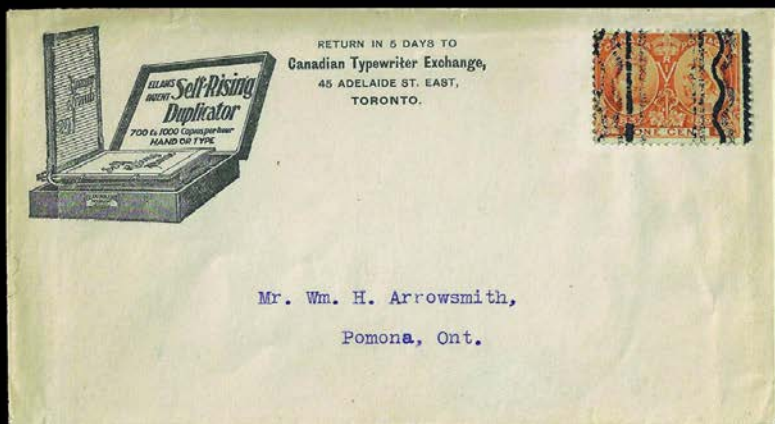 RETURN IN 5 DAYS TO
Canadian Typewriter Exchange,
45 ADELAIDE ST. EAST,
TORONTO.
ELLAMS
PATENT Self-Rising
Duplicator
700 to 1000 Copies per hour
HAND OR TYPE
ONE CENT
Mr. Wm. H. Arrowsmith,
Pomona, Ont.